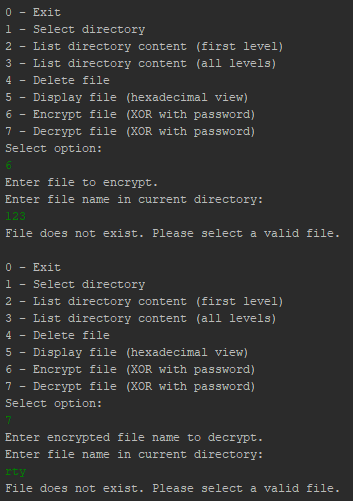 0 - Exit
1 - Select directory
2 - List directory content (first level)
3 - List directory content (all levels)
4 - Delete file
5 - Display file (hexadecimal view)
6 - Encrypt file (XOR with password)
7 - Decrypt file (XOR with password)
Select option:
6
Enter file to encrypt.
Enter file name in current directory:
123
File does not exist. Please select a valid file.
0 - Exit
1 - Select directory
2 - List directory content (first level)
3 - List directory content (all levels)
4 - Delete file
5 - Display file (hexadecimal view)
6 - Encrypt file (XOR with password)
7 - Decrypt file (XOR with password)
Select option:
7
Enter encrypted file name to decrypt.
Enter file name in current directory:
rty
File does not exist. Please select a valid file.